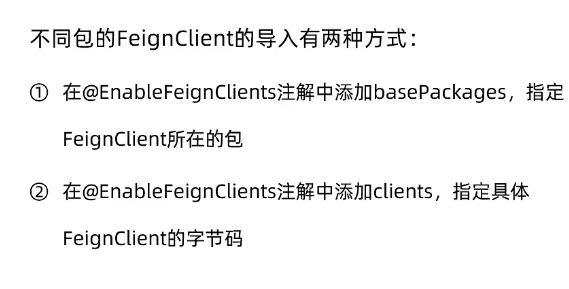 不同包的FeignClient的导入有两种方式：
① 在@EnableFeignClients注解中添加basePackages，指定
FeignClient所在的包
② 在@EnableFeignClients注解中添加clients，指定具体
FeignClient的字节码